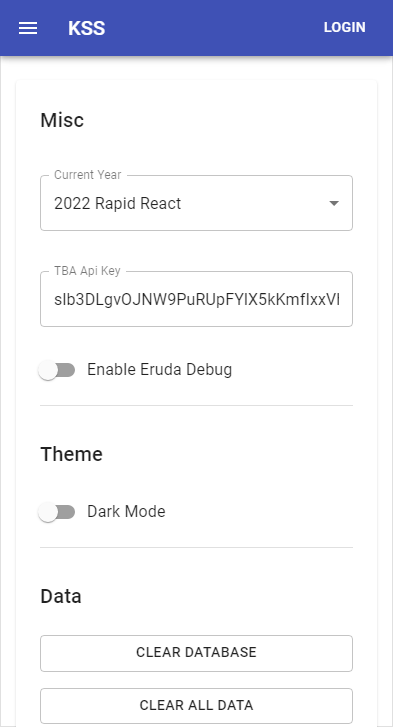 KSS
LOGIN
Misc
Current Year
2022 Rapid React
TBA Api Key
Enable Eruda Debug
Theme
Dark Mode
Data
CLEAR DATABASE
CLEAR ALL DATA